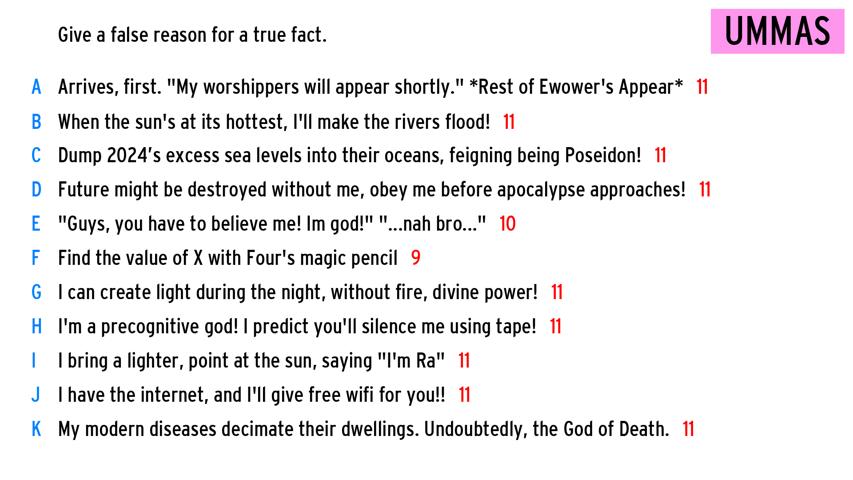 Give a false reason for a true fact.
UMMAS
A Arrives, first. "My worshippers will appear shortly." *Rest of Ewower's Appear* 11
B When the sun's at its hottest, I'll make the rivers flood! 11
C Dump 2024's excess sea levels into their oceans, feigning being Poseidon! 11
D Future might be destroyed without me, obey me before apocalypse approaches! 11
E "Guys, you have to believe me! Im god!" "...nah bro..." 10
F Find the value of X with Four's magic pencil 9
G I can create light during the night, without fire, divine power! 11
H I'm a precognitive god! I predict you'll silence me using tape! 11
I I bring a lighter, point at the sun, saying "I'm Ra" 11
J I have the internet, and I'll give free wifi for you!! 11
K My modern diseases decimate their dwellings. Undoubtedly, the God of Death. 11